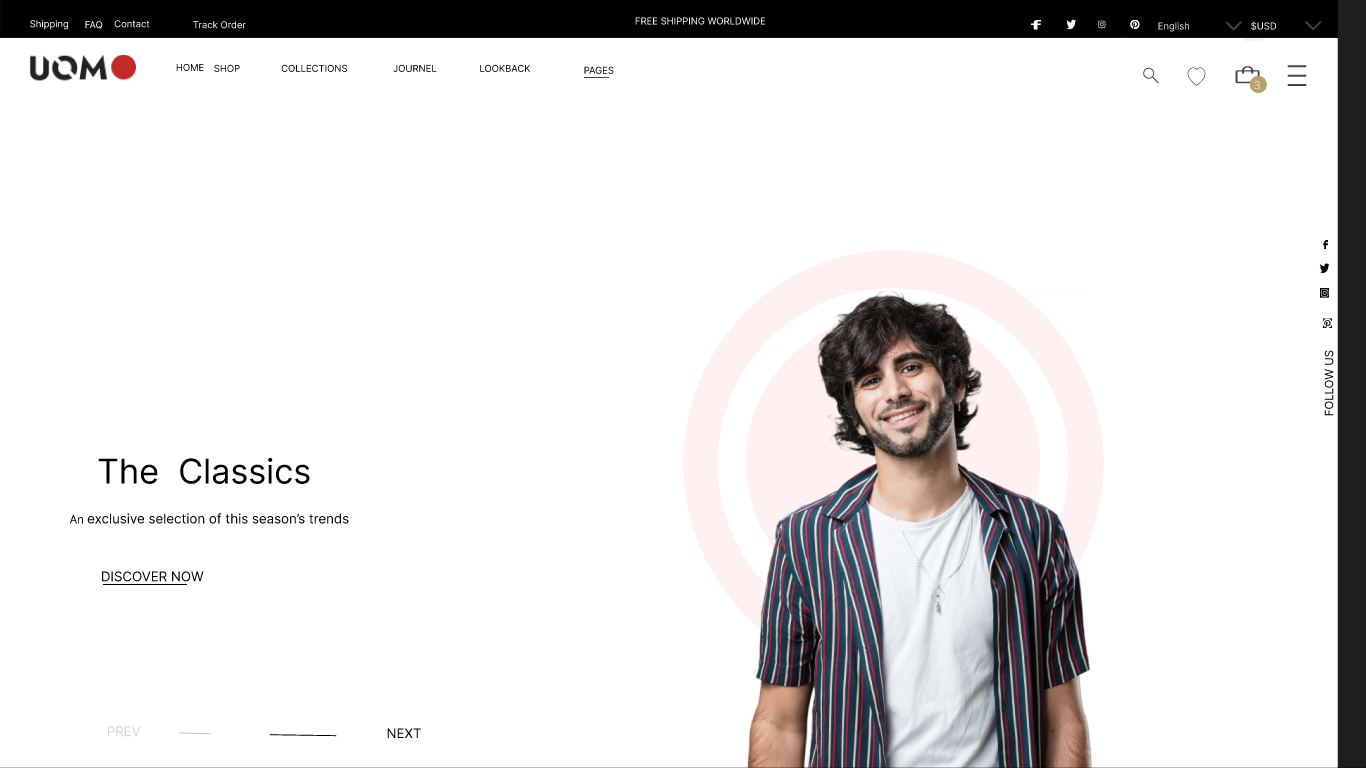 Shipping FAQ Contact Track Order FREE SHIPPING WORLDWIDE English $USD
UOMO
HOME SHOP COLLECTIONS JOURNEL LOOKBACK PAGES
3
FOLLOW US
The Classics
An exclusive selection of this season's trends
DISCOVER NOW
PREV NEXT